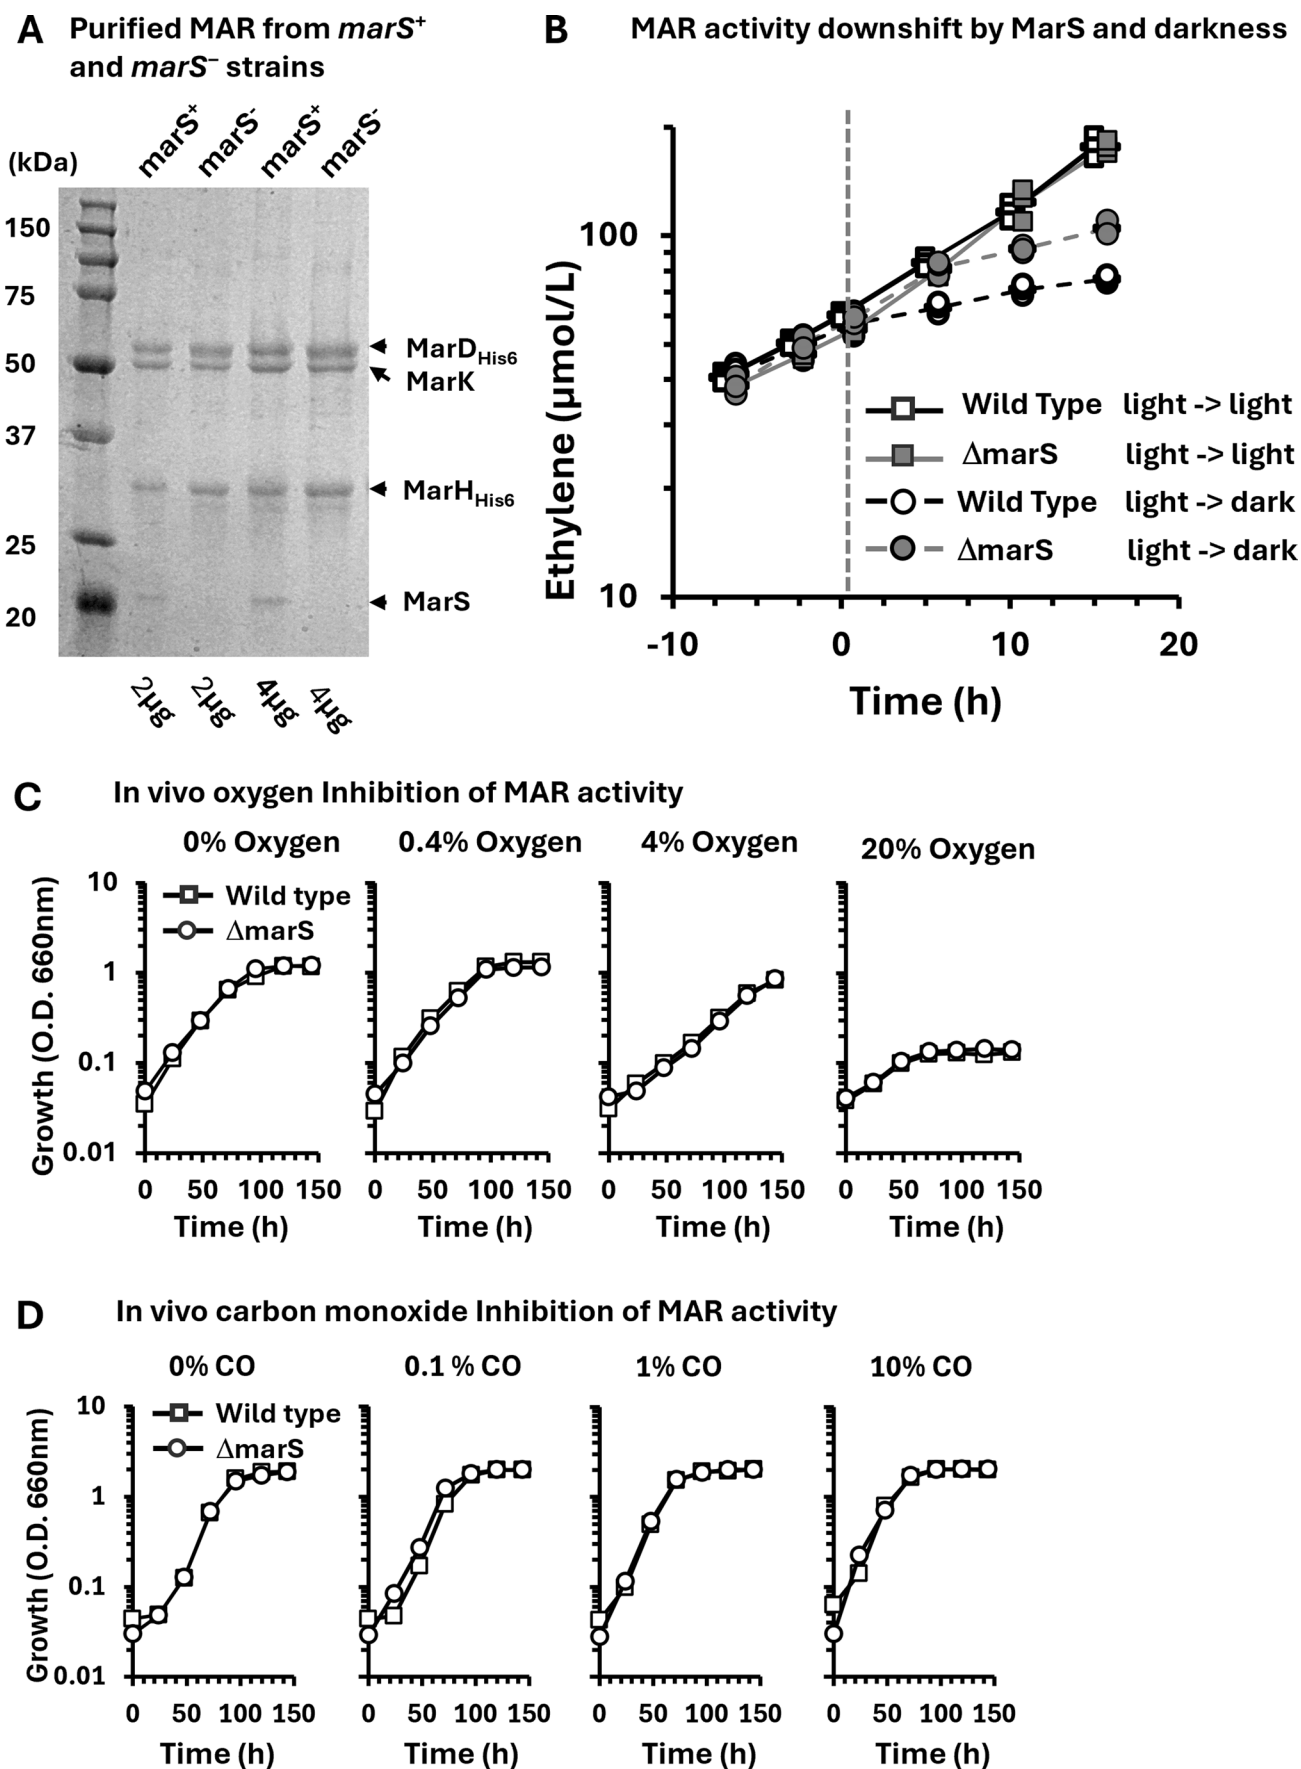 A Purified MAR from marS⁺
and marS⁻ strains
marS⁺ marS⁻ marS⁺ marS⁻
(kDa)
150
75
50
37
25
20
MarD_His6
MarK
MarH_His6
MarS
2µg 2µg 4µg 4µg
B MAR activity downshift by MarS and darkness
Ethylene (µmol/L)
100
10
-10 0 10 20
Time (h)
Wild Type light -> light
ΔmarS light -> light
Wild Type light -> dark
ΔmarS light -> dark
C In vivo oxygen Inhibition of MAR activity
0% Oxygen 0.4% Oxygen 4% Oxygen 20% Oxygen
Growth (O.D. 660nm)
10
1
0.1
0.01
Wild type
ΔmarS
0 50 100 150 0 50 100 150 0 50 100 150 0 50 100 150
Time (h) Time (h) Time (h) Time (h)
D In vivo carbon monoxide Inhibition of MAR activity
0% CO 0.1 % CO 1% CO 10% CO
Growth (O.D. 660nm)
10
1
0.1
0.01
Wild type
ΔmarS
0 50 100 150 0 50 100 150 0 50 100 150 0 50 100 150
Time (h) Time (h) Time (h) Time (h)